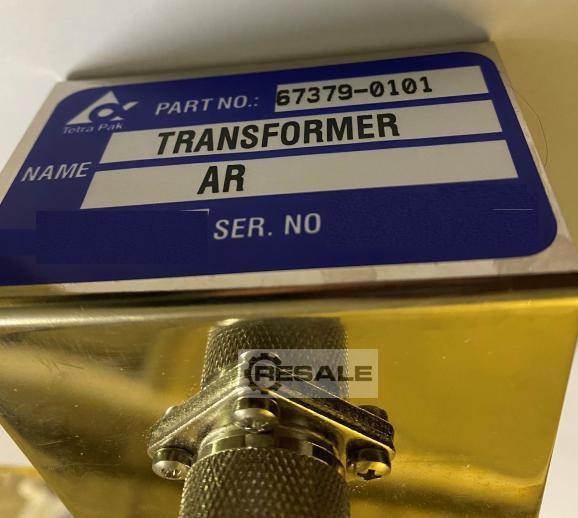 PART NO.: 67379-0101
Tetra Pak
TRANSFORMER
NAME
AR
SER. NO
RESALE